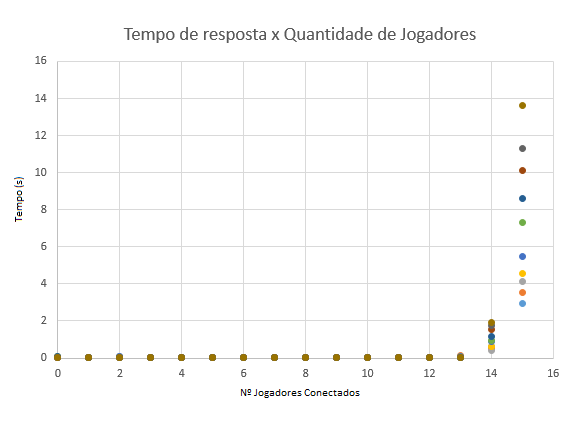 Tempo de resposta x Quantidade de Jogadores
16
14
12
10
8
6
4
2
0
Tempo (s)
0 2 4 6 8 10 12 14 16
Nº Jogadores Conectados